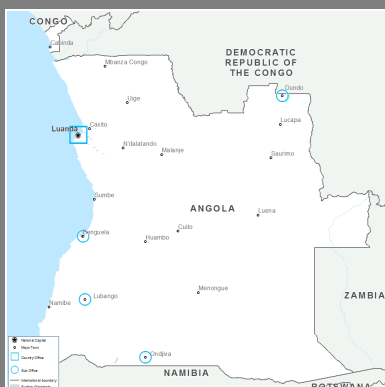 CONGO
Cabinda
Mbanza Congo
DEMOCRATIC
REPUBLIC OF
THE CONGO
Dundo
Uige
Caxito
Luanda
Lucapa
N'dalatando
Malanje
Saurimo
Sumbe
ANGOLA
Luena
Benguela
Cuito
Huambo
Menongue
Lubango
ZAMBIA
Namibe
Ondjiva
NAMIBIA
BOTSWANA
National Capital
Major Town
Country Office
Sub Office
International boundary